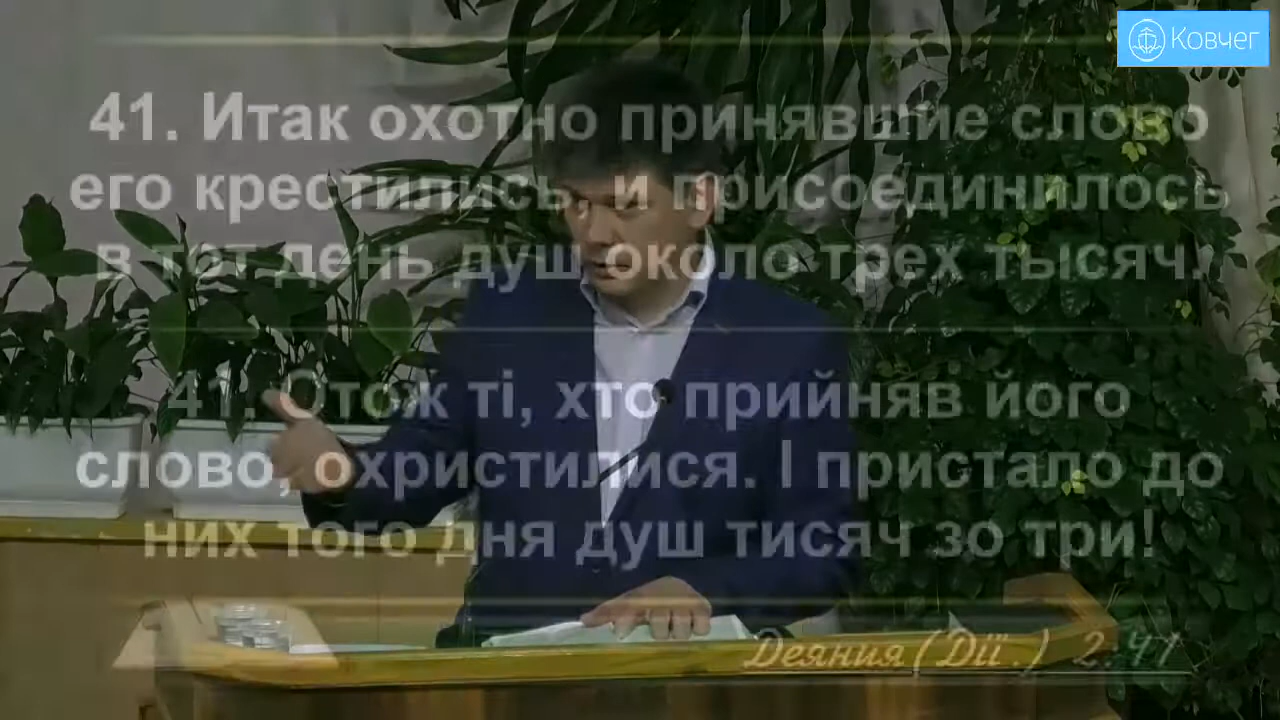 Ковчег
41. Итак охотно принявшие слово
его крестились, и присоединилось
в тот день душ около трех тысяч.
41. Отож ті, хто прийняв його
слово, охристилися. І пристало до
них того дня душ тисяч зо три!
Деяния (Дії.) 2:41